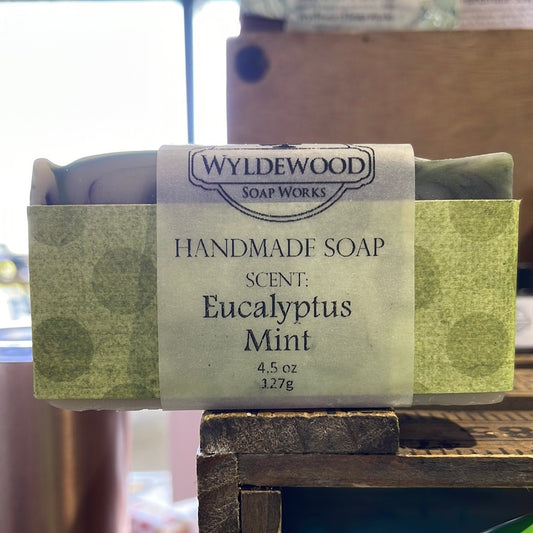 WYLDEWOOD
SOAP WORKS
HANDMADE SOAP
SCENT:
Eucalyptus
Mint
4.5 oz
127g